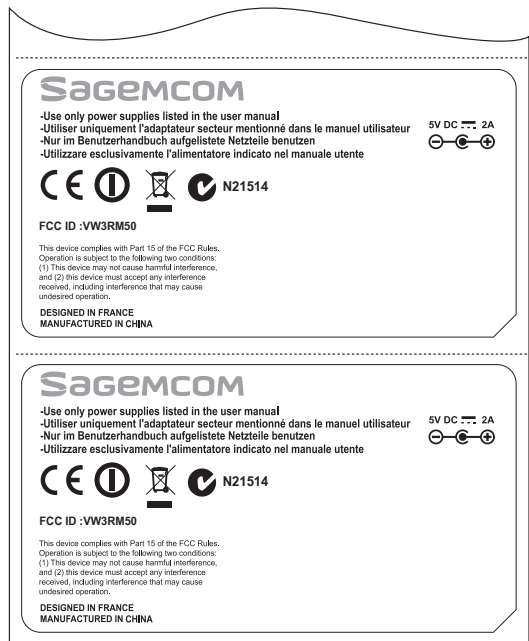 SAGEMCOM
-Use only power supplies listed in the user manual
-Utiliser uniquement l'adaptateur secteur mentionné dans le manuel utilisateur
-Nur im Benutzerhandbuch aufgelistete Netzteile benutzen
-Utilizzare esclusivamente l'alimentatore indicato nel manuale utente
5V DC 2A
CE N21514
FCC ID :VW3RM50
This device complies with Part 15 of the FCC Rules.
Operation is subject to the following two conditions:
(1) This device may not cause harmful interference,
and (2) this device must accept any interference
received, including interference that may cause
undesired operation.
DESIGNED IN FRANCE
MANUFACTURED IN CHINA
SAGEMCOM
-Use only power supplies listed in the user manual
-Utiliser uniquement l'adaptateur secteur mentionné dans le manuel utilisateur
-Nur im Benutzerhandbuch aufgelistete Netzteile benutzen
-Utilizzare esclusivamente l'alimentatore indicato nel manuale utente
5V DC 2A
CE N21514
FCC ID :VW3RM50
This device complies with Part 15 of the FCC Rules.
Operation is subject to the following two conditions:
(1) This device may not cause harmful interference,
and (2) this device must accept any interference
received, including interference that may cause
undesired operation.
DESIGNED IN FRANCE
MANUFACTURED IN CHINA